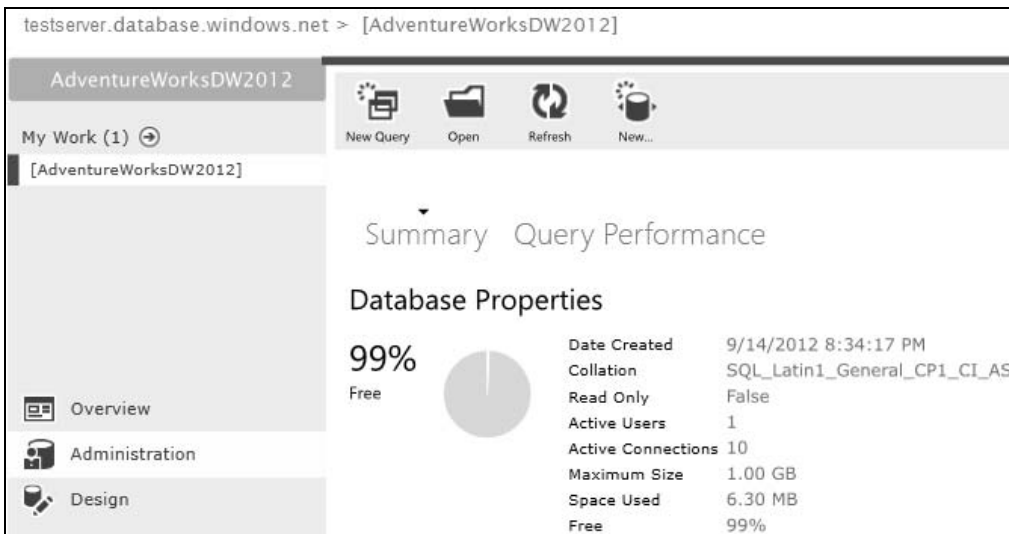 testserver.database.windows.net > [AdventureWorksDW2012]
AdventureWorksDW2012
My Work (1)
[AdventureWorksDW2012]
Overview
Administration
Design
New Query Open Refresh New...
Summary Query Performance
Database Properties
99%
Free
Date Created 9/14/2012 8:34:17 PM
Collation SQL_Latin1_General_CP1_CI_AS
Read Only False
Active Users 1
Active Connections 10
Maximum Size 1.00 GB
Space Used 6.30 MB
Free 99%